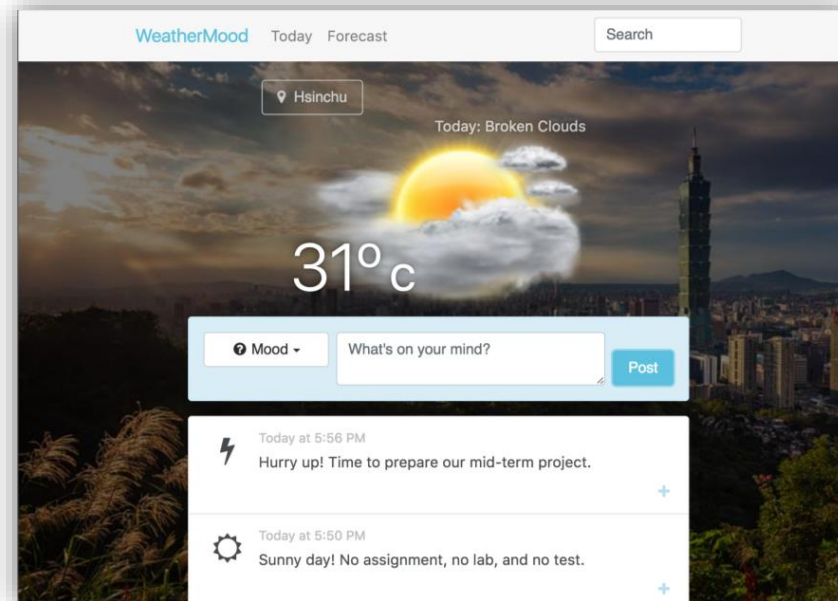 WeatherMood Today Forecast Search
Hsinchu
Today: Broken Clouds
31º c
Mood What's on your mind?
Post
Today at 5:56 PM
Hurry up! Time to prepare our mid-term project.
+
Today at 5:50 PM
Sunny day! No assignment, no lab, and no test.
+